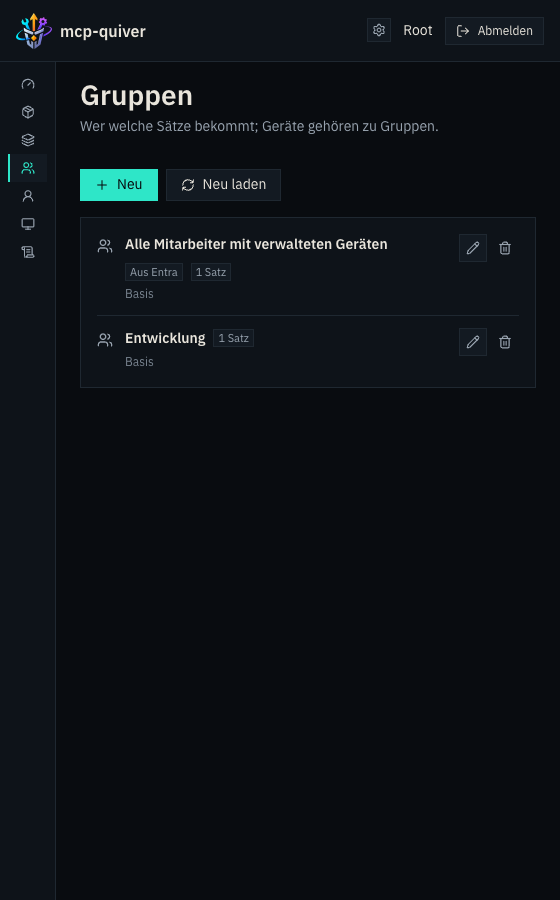 mcp-quiver
Root
Abmelden
Gruppen
Wer welche Sätze bekommt; Geräte gehören zu Gruppen.
Neu
Neu laden
Alle Mitarbeiter mit verwalteten Geräten
Aus Entra
1 Satz
Basis
Entwicklung
1 Satz
Basis